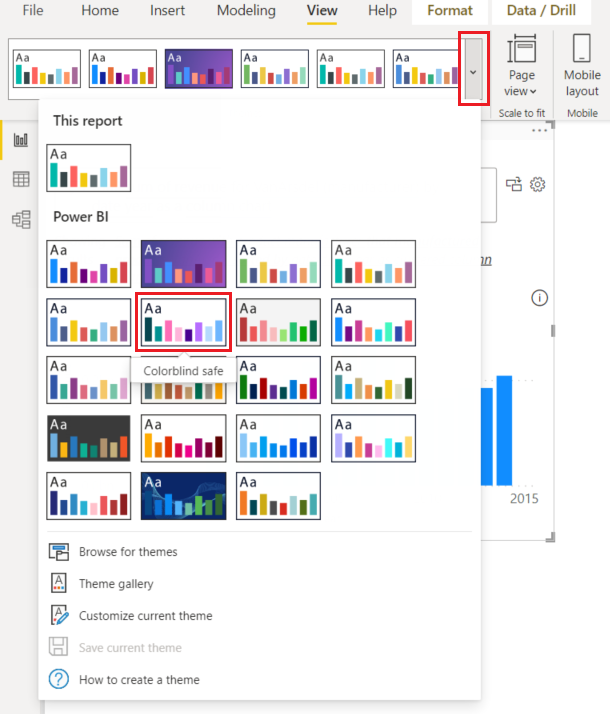 File Home Insert Modeling View Help Format Data / Drill
Aa Aa Aa Aa Aa Aa
Page view
Mobile layout
Scale to fit Mobile
This report
Aa
Power BI
Aa Aa Aa Aa
Aa Aa Aa Aa
Colorblind safe
Aa Aa Aa Aa
Aa Aa Aa Aa
Aa Aa Aa
2015
Browse for themes
Theme gallery
Customize current theme
Save current theme
How to create a theme